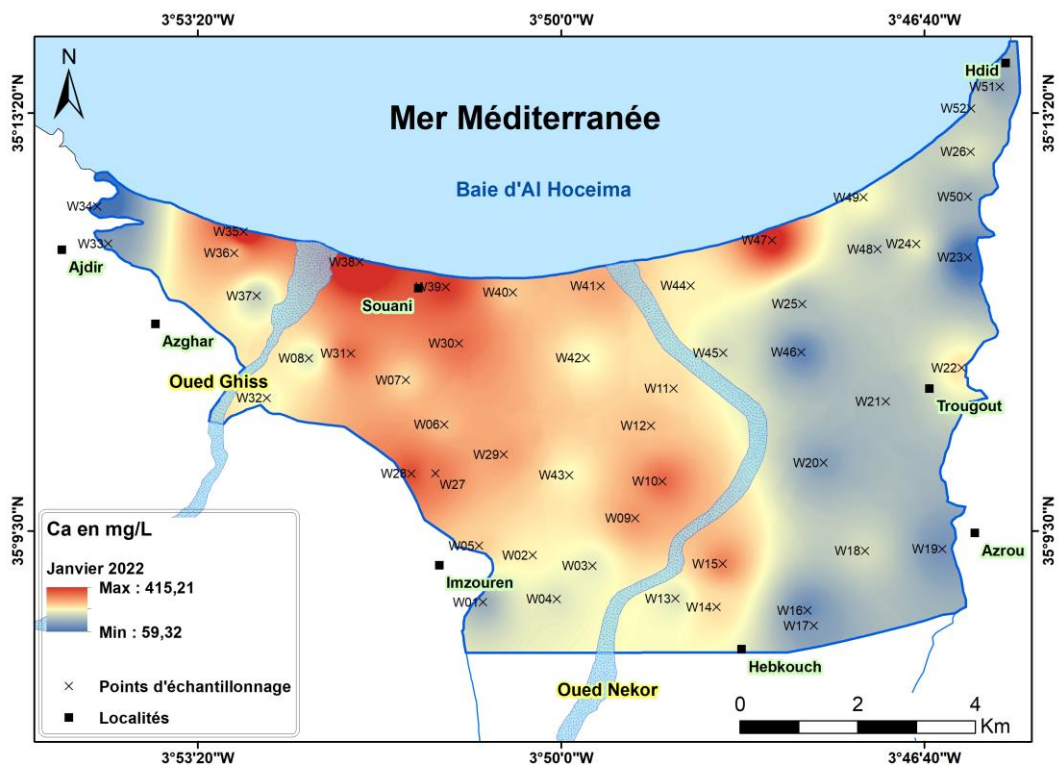 3°53'20"W 3°50'0"W 3°46'40"W
N
Hdid
W51
35°13'20"N 35°13'20"N
W52
Mer Méditerranée
W26
Baie d'Al Hoceima
W34 W49 W50
W35 W47
W33 W36 W48 W24
Ajdir W38 W23
W37 Souani W39 W40 W41 W44
W25
Azghar
W08 W31 W30 W42 W45 W46
W22
Oued Ghiss W07 W11
W32 W21 Trougout
W06 W12
W29
W28 W27 W43 W10 W20
W09
35°9'30"N 35°9'30"N
Ca en mg/L
W05 W02 W18 W19 Azrou
Janvier 2022
Imzouren W03 W15
Max : 415,21
W01 W04 W13 W14 W16
Min : 59,32
W17
Hebkouch
Points d'échantillonnage
Oued Nekor
Localités
0 2 4
Km
3°53'20"W 3°50'0"W 3°46'40"W